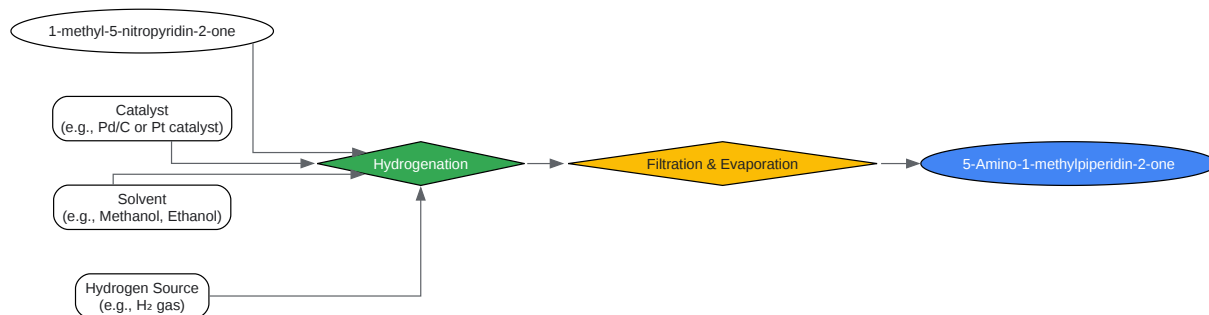 1-methyl-5-nitropyridin-2-one
Catalyst
(e.g., Pd/C or Pt catalyst)
Hydrogenation
Filtration & Evaporation
5-Amino-1-methylpiperidin-2-one
Solvent
(e.g., Methanol, Ethanol)
Hydrogen Source
(e.g., H₂ gas)